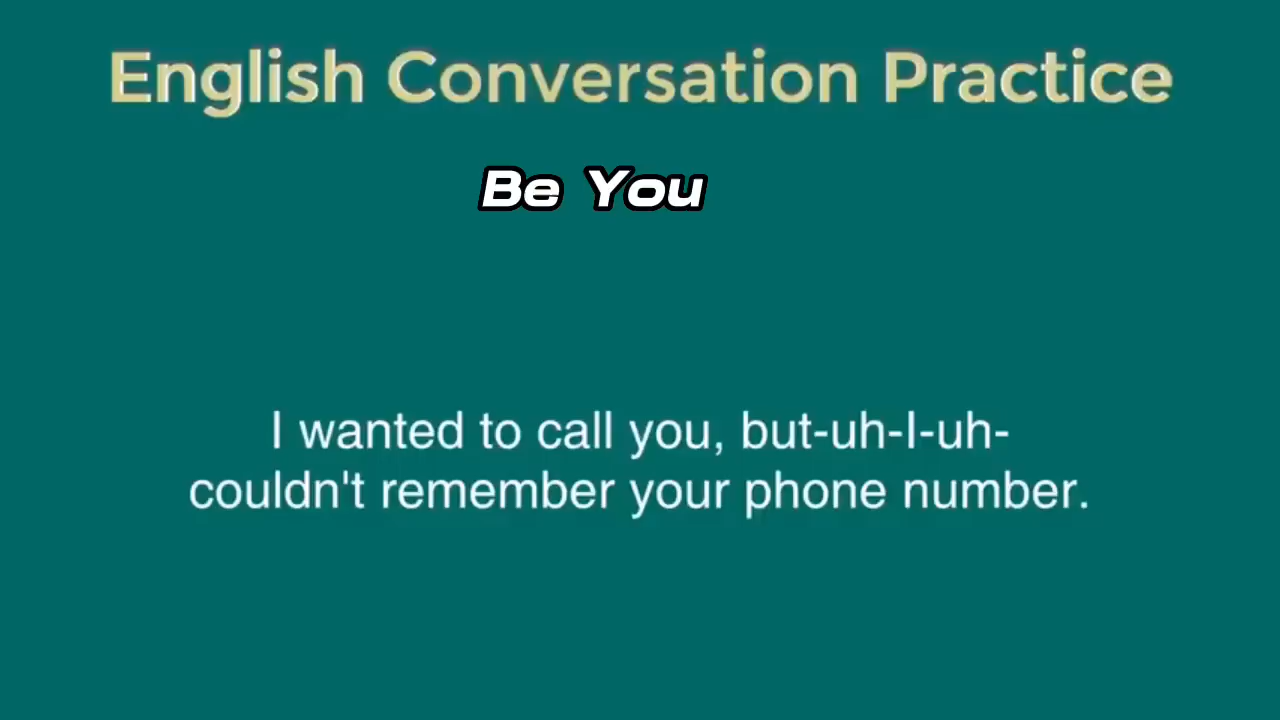 English Conversation Practice
Be You
I wanted to call you, but-uh-I-uh-
couldn't remember your phone number.